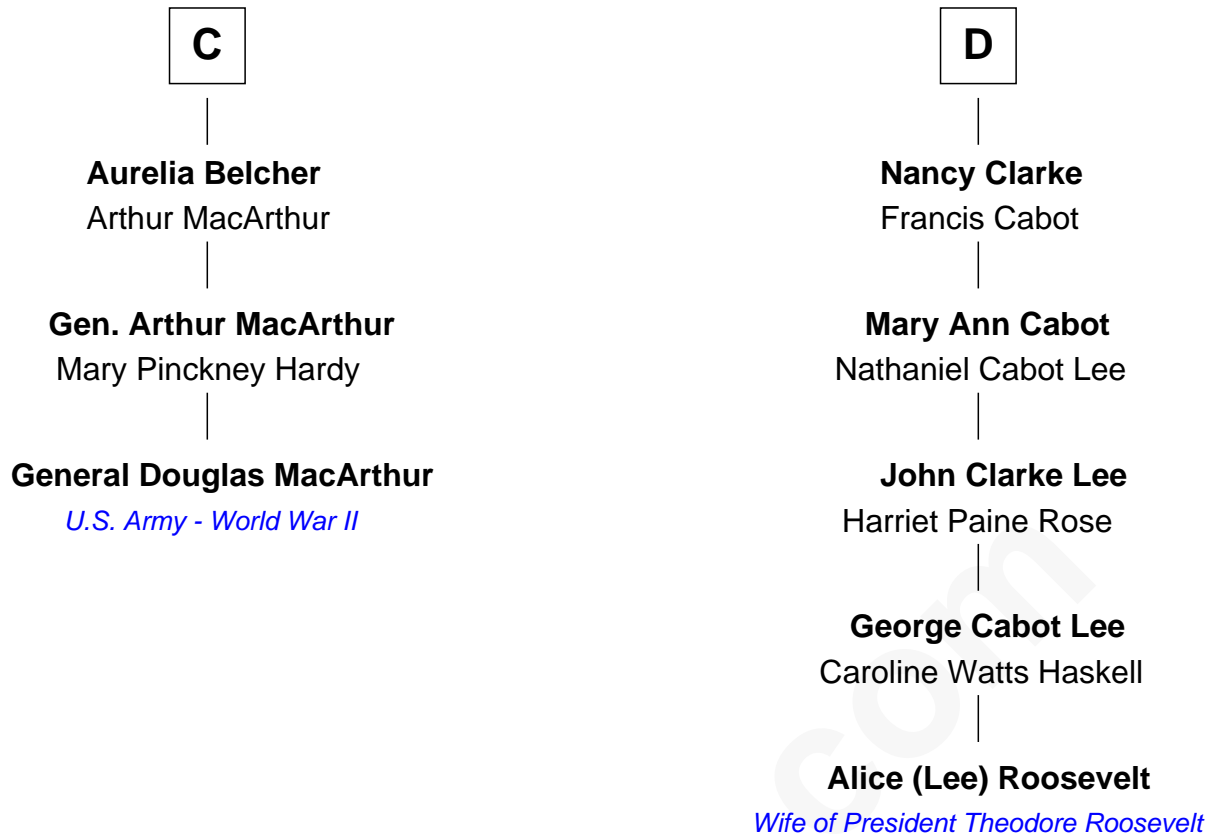 C
Aurelia Belcher
Arthur MacArthur
Gen. Arthur MacArthur
Mary Pinckney Hardy
General Douglas MacArthur
U.S. Army - World War II
D
Nancy Clarke
Francis Cabot
Mary Ann Cabot
Nathaniel Cabot Lee
John Clarke Lee
Harriet Paine Rose
George Cabot Lee
Caroline Watts Haskell
Alice (Lee) Roosevelt
Wife of President Theodore Roosevelt
com